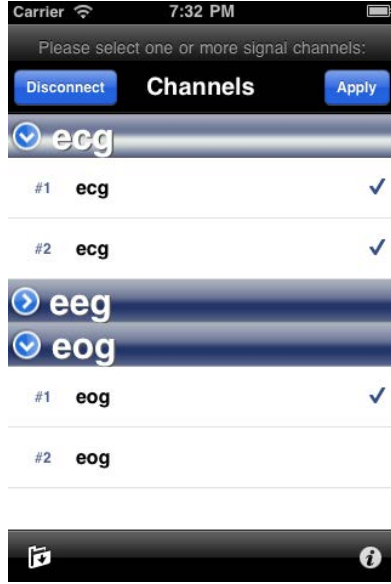 Carrier 7:32 PM
Please select one or more signal channels:
Disconnect Channels Apply
ecg
#1 ecg
#2 ecg
eeg
eog
#1 eog
#2 eog